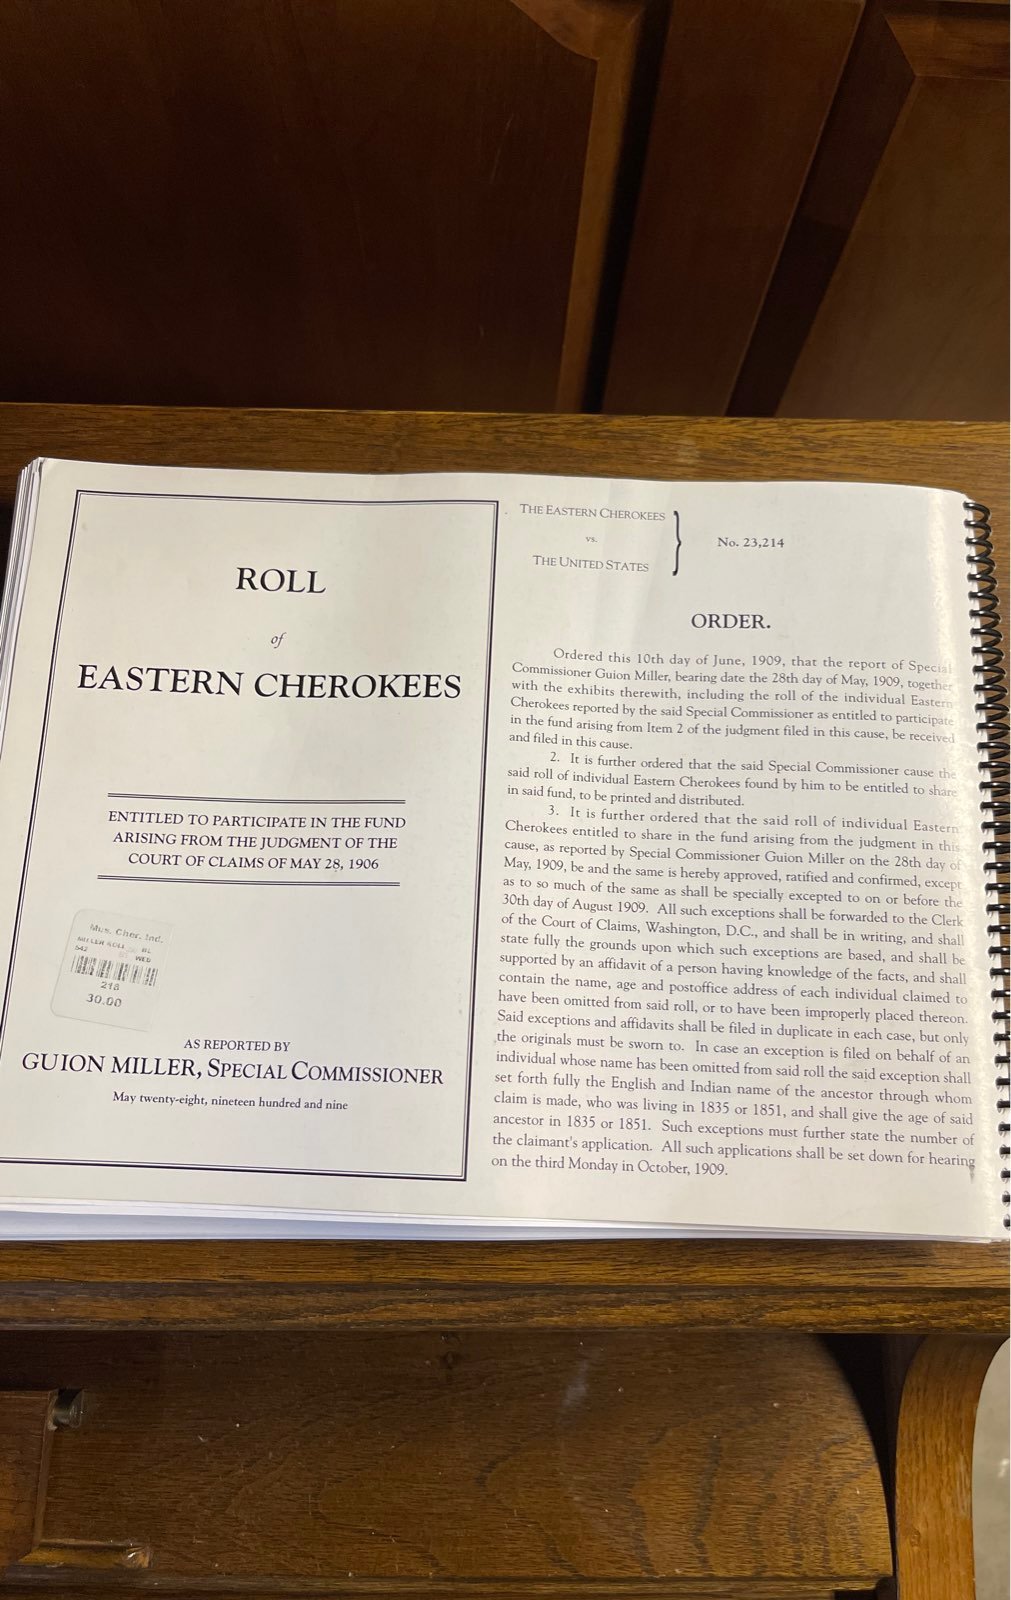 ROLL
of
EASTERN CHEROKEES
ENTITLED TO PARTICIPATE IN THE FUND
ARISING FROM THE JUDGMENT OF THE
COURT OF CLAIMS OF MAY 28, 1906
Mus. Cher. Ind.
MILLER ROLL BL
542 WED
218
30.00
AS REPORTED BY
GUION MILLER, SPECIAL COMMISSIONER
May twenty-eight, nineteen hundred and nine
THE EASTERN CHEROKEES
vs.
THE UNITED STATES
No. 23,214
ORDER.
Ordered this 10th day of June, 1909, that the report of Special
Commissioner Guion Miller, bearing date the 28th day of May, 1909, together
with the exhibits therewith, including the roll of the individual Eastern
Cherokees reported by the said Special Commissioner as entitled to participate
in the fund arising from Item 2 of the judgment filed in this cause, be received
and filed in this cause.
2. It is further ordered that the said Special Commissioner cause the
said roll of individual Eastern Cherokees found by him to be entitled to share
in said fund, to be printed and distributed.
3. It is further ordered that the said roll of individual Eastern
Cherokees entitled to share in the fund arising from the judgment in this
cause, as reported by Special Commissioner Guion Miller on the 28th day of
May, 1909, be and the same is hereby approved, ratified and confirmed, except
as to so much of the same as shall be specially excepted to on or before the
30th day of August 1909. All such exceptions shall be forwarded to the Clerk
of the Court of Claims, Washington, D.C., and shall be in writing, and shall
state fully the grounds upon which such exceptions are based, and shall be
supported by an affidavit of a person having knowledge of the facts, and shall
contain the name, age and postoffice address of each individual claimed to
have been omitted from said roll, or to have been improperly placed thereon.
Said exceptions and affidavits shall be filed in duplicate in each case, but only
the originals must be sworn to. In case an exception is filed on behalf of an
individual whose name has been omitted from said roll the said exception shall
set forth fully the English and Indian name of the ancestor through whom
claim is made, who was living in 1835 or 1851, and shall give the age of said
ancestor in 1835 or 1851. Such exceptions must further state the number of
the claimant's application. All such applications shall be set down for hearing
on the third Monday in October, 1909.